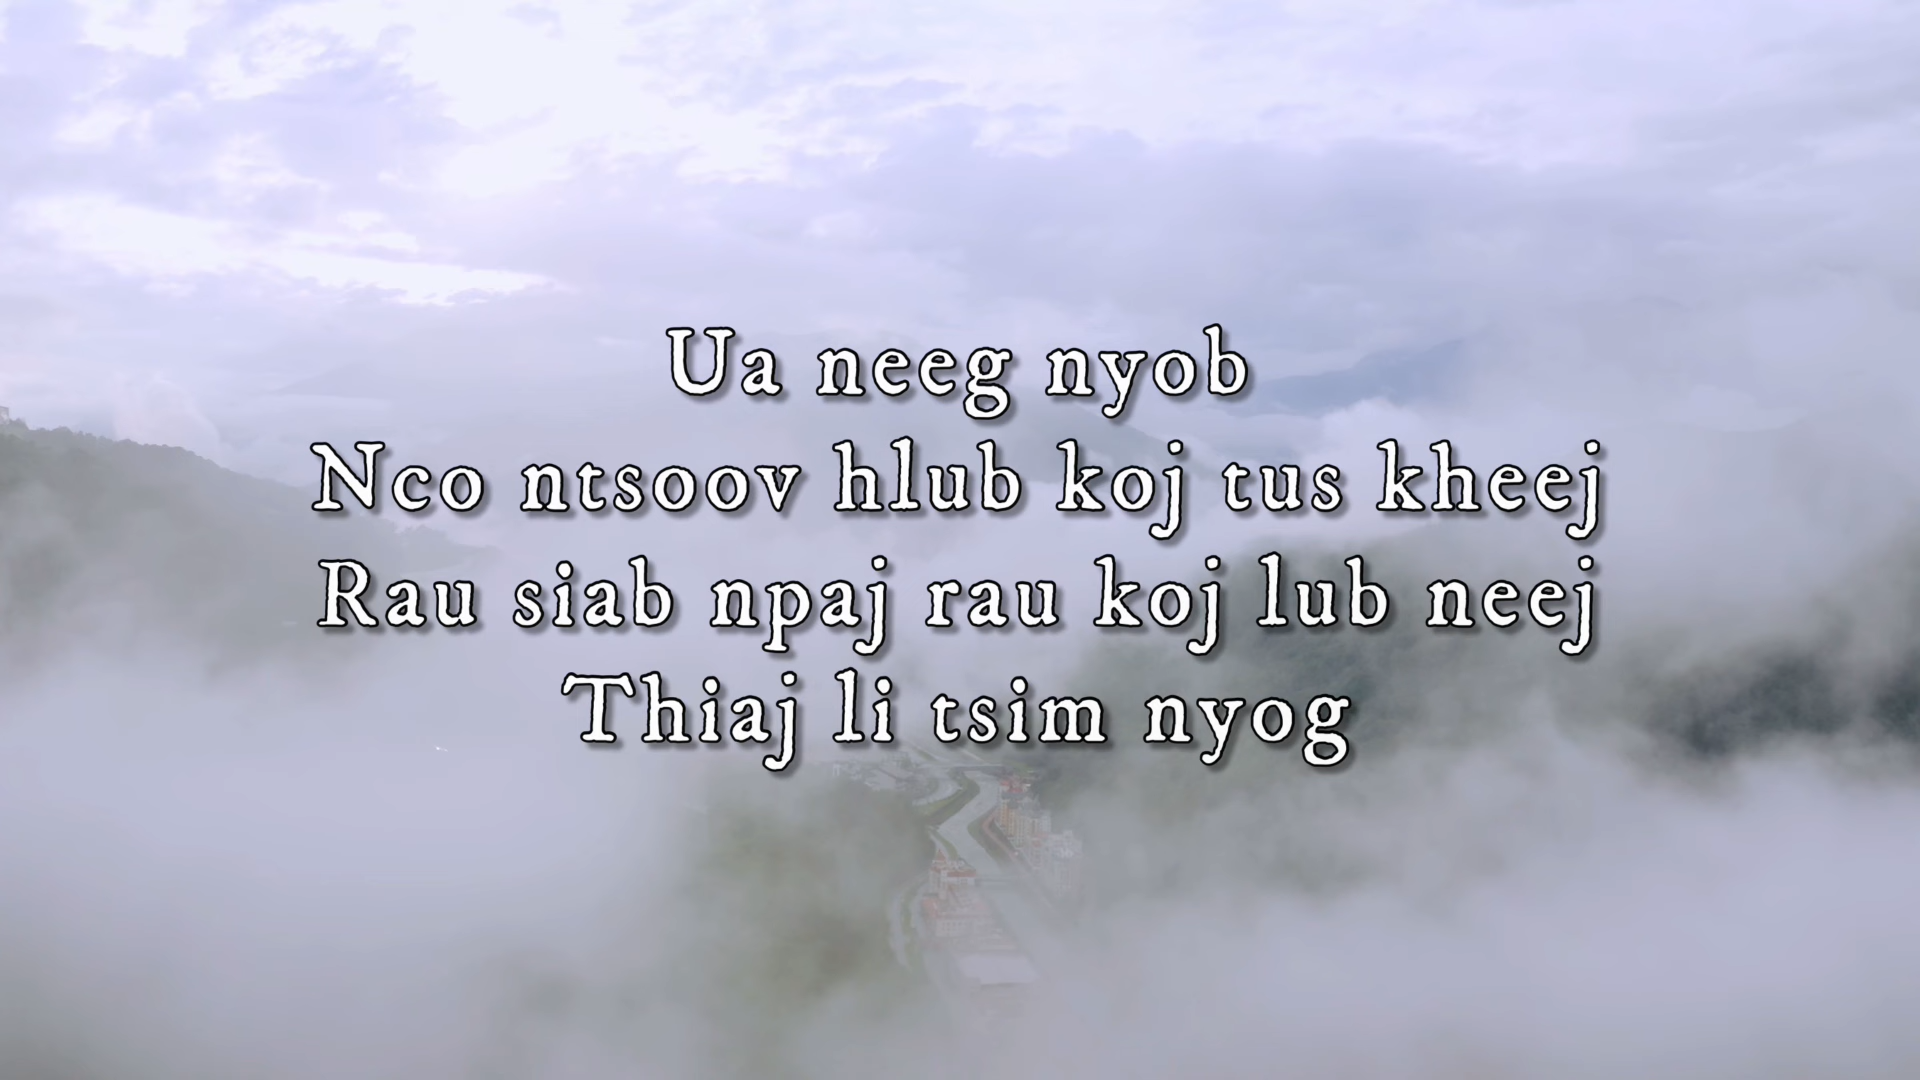 Ua neeg nyob
Nco ntsoov hlub koj tus kheej
Rau siab npaj rau koj lub neej
Thiaj li tsim nyog